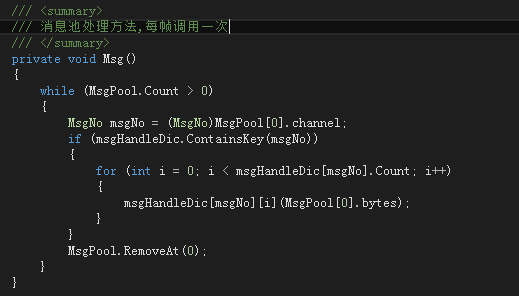 /// <summary>
/// 消息池处理方法,每帧调用一次
/// </summary>
private void Msg()
{
    while (MsgPool.Count > 0)
    {
        MsgNo msgNo = (MsgNo)MsgPool[0].channel;
        if (msgHandleDic.ContainsKey(msgNo))
        {
            for (int i = 0; i < msgHandleDic[msgNo].Count; i++)
            {
                msgHandleDic[msgNo][i](MsgPool[0].bytes);
            }
        }
        MsgPool.RemoveAt(0);
    }
}